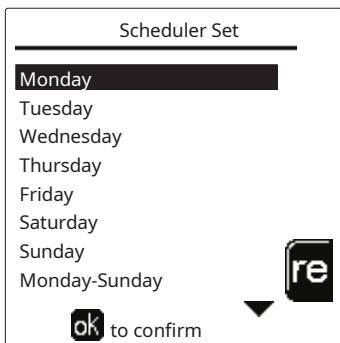 Scheduler Set
Monday
Tuesday
Wednesday
Thursday
Friday
Saturday
Sunday
Monday-Sunday
re
ok to confirm